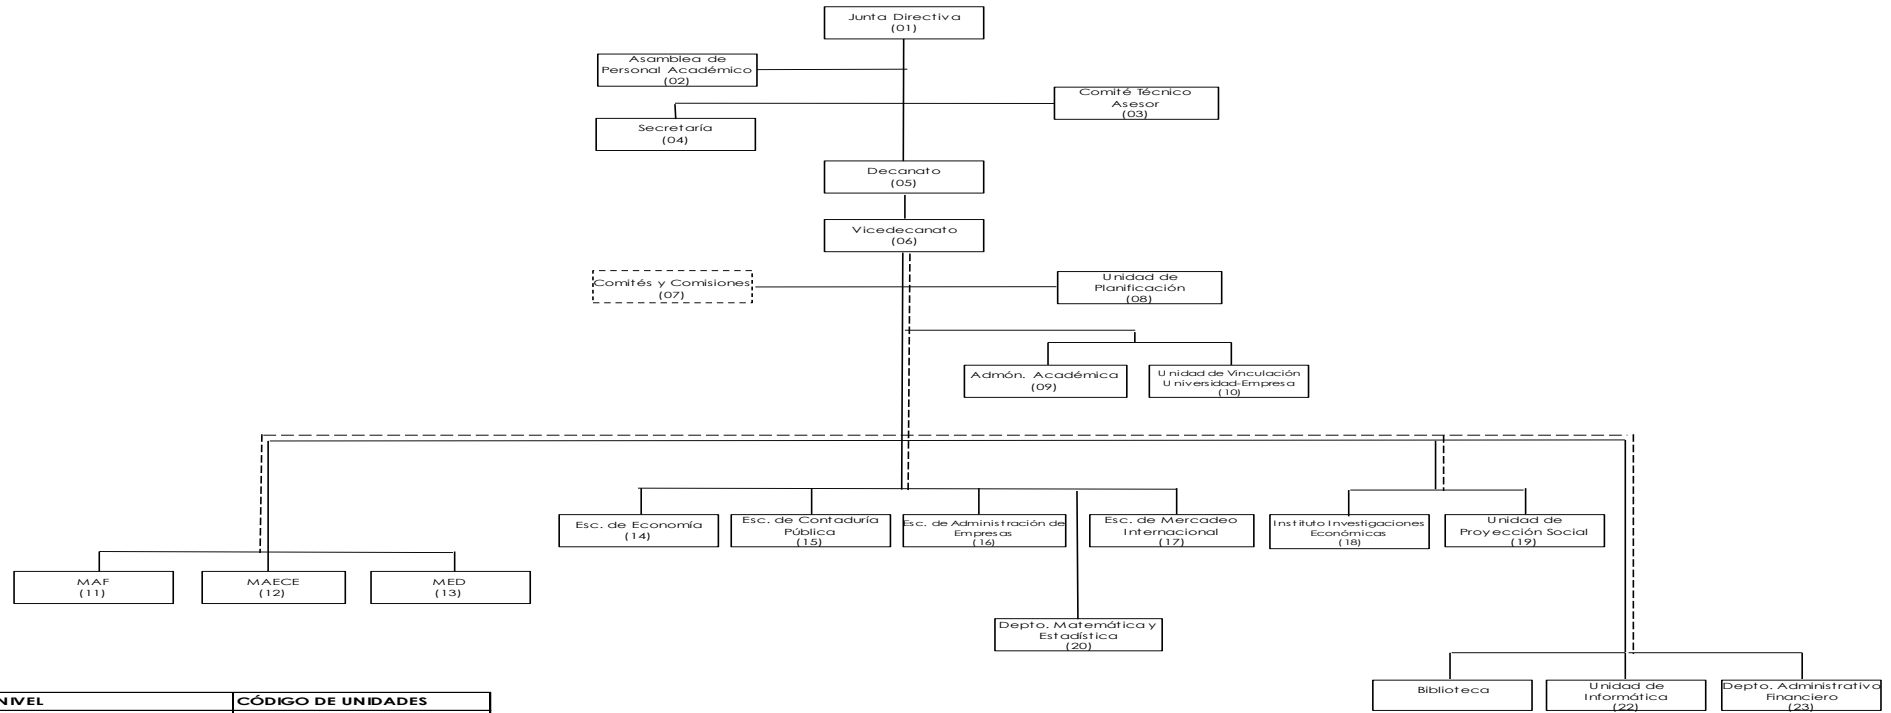 Junta Directiva
(01)
Asamblea de
Personal Académico
(02)
Comité Técnico
Asesor
(03)
Secretaría
(04)
Decanato
(05)
Vicedecanato
(06)
Comités y Comisiones
(07)
Unidad de
Planificación
(08)
Admón. Académica
(09)
Unidad de Vinculación
Universidad-Empresa
(10)
MAF
(11)
MAECE
(12)
MED
(13)
Esc. de Economía
(14)
Esc. de Contaduría
Pública
(15)
Esc. de Administración de
Empresas
(16)
Esc. de Mercadeo
Internacional
(17)
Instituto Investigaciones
Económicas
(18)
Unidad de
Proyección Social
(19)
Depto. Matemática y
Estadística
(20)
Biblioteca
Unidad de
Informática
(22)
Depto. Administrativo
Financiero
(23)
NIVEL
CÓDIGO DE UNIDADES